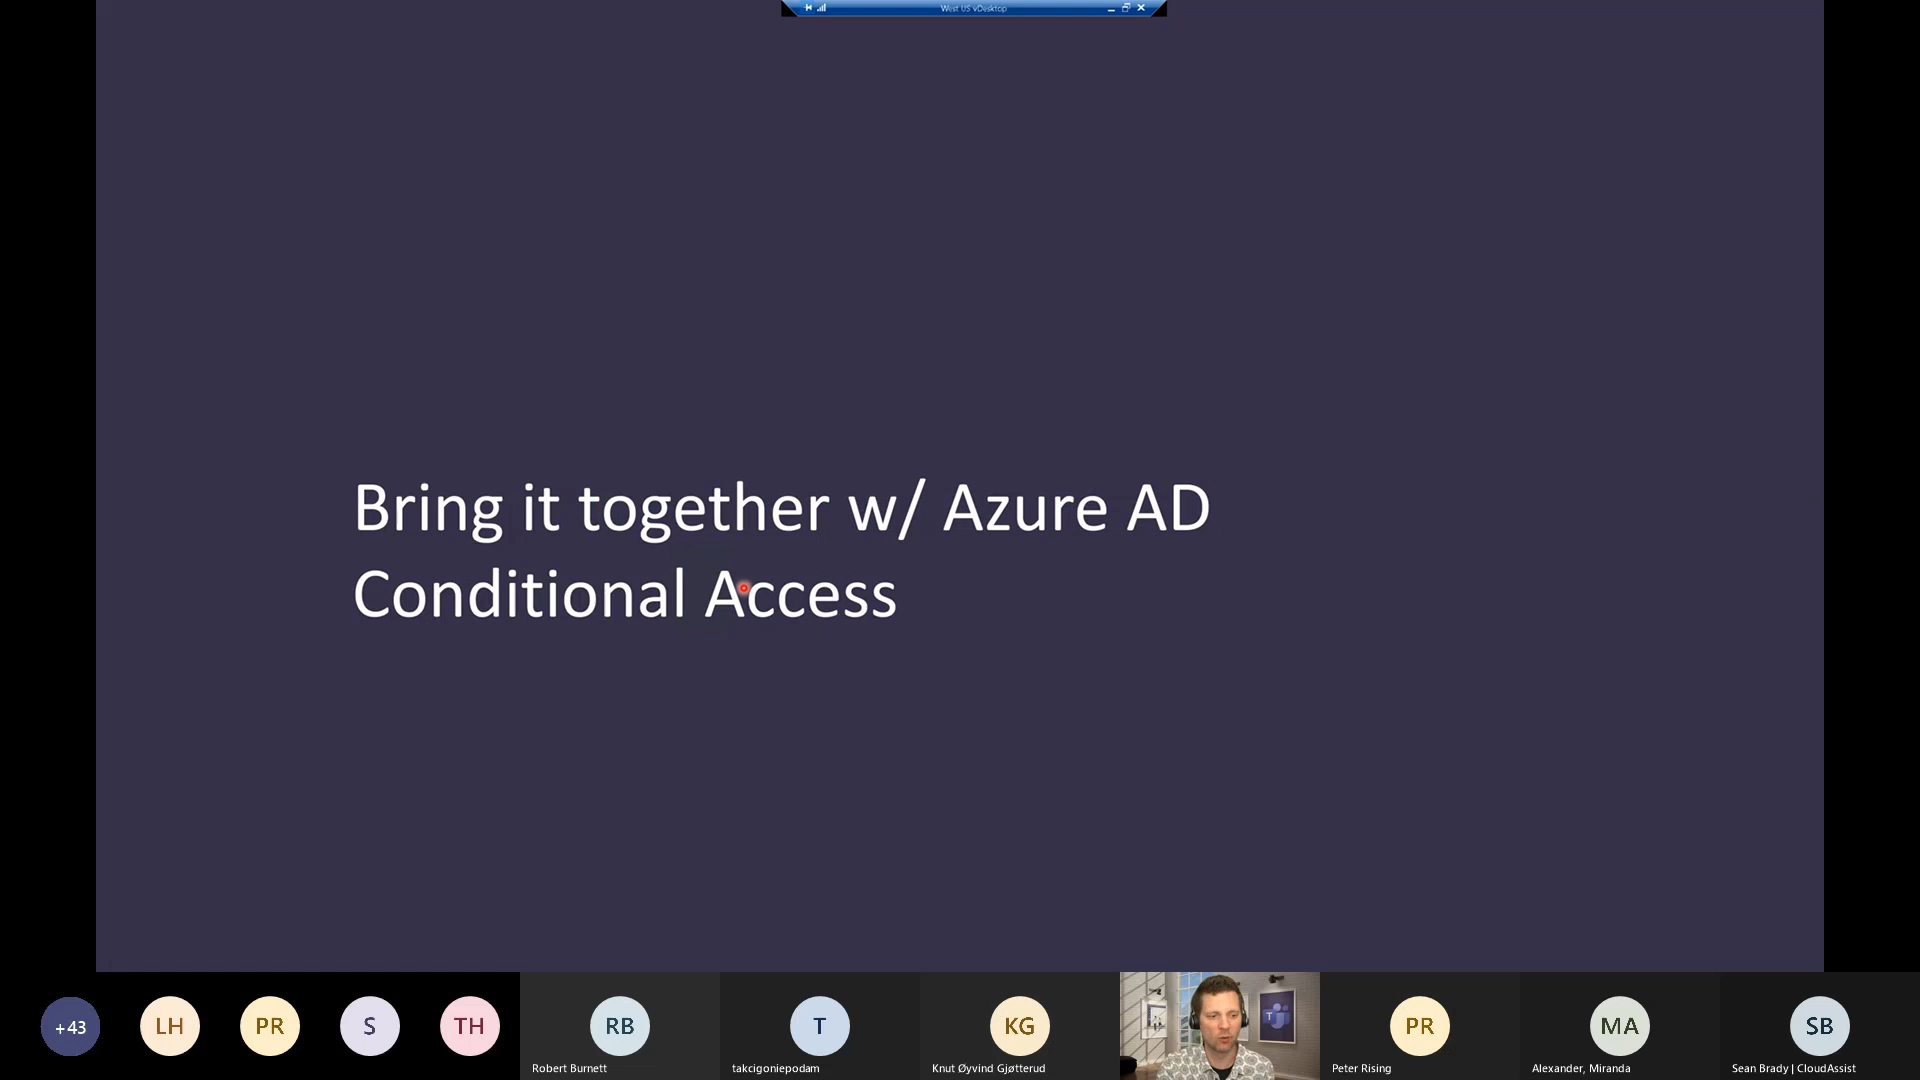 West US vDesktop
Bring it together w/ Azure AD
Conditional Access
+43
LH
PR
S
TH
RB
Robert Burnett
T
takcigoniepodam
KG
Knut Øyvind Gjøtterud
T
PR
Peter Rising
MA
Alexander, Miranda
SB
Sean Brady | CloudAssist